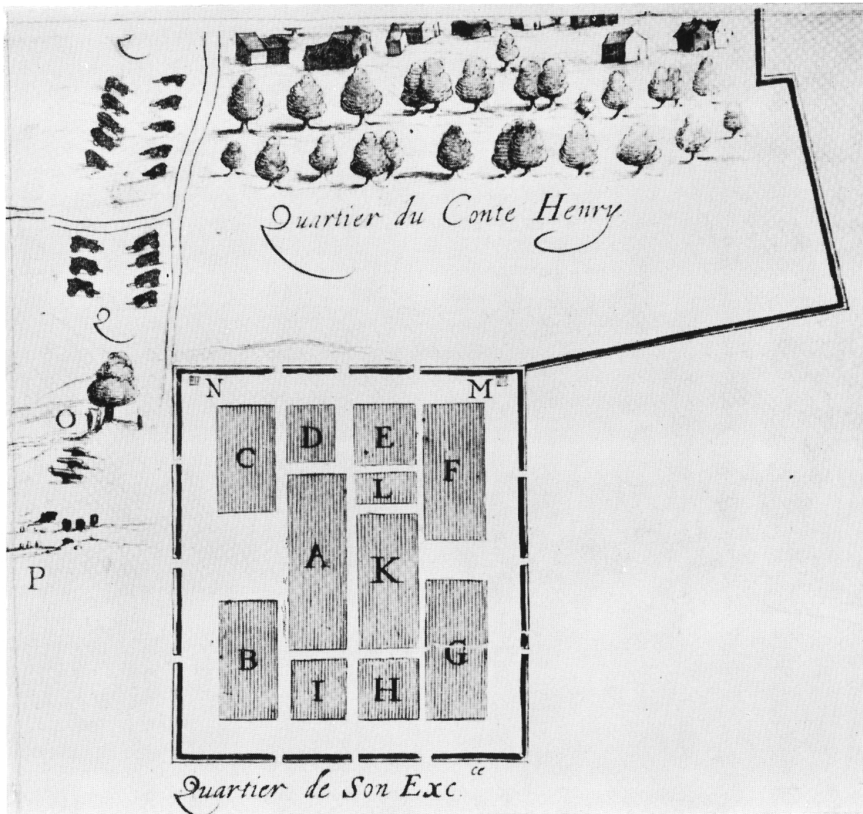 Quartier du Conte Henry.
N M
O
C D E F
L
A K
P
B G
I H
Quartier de Son Exc.ce